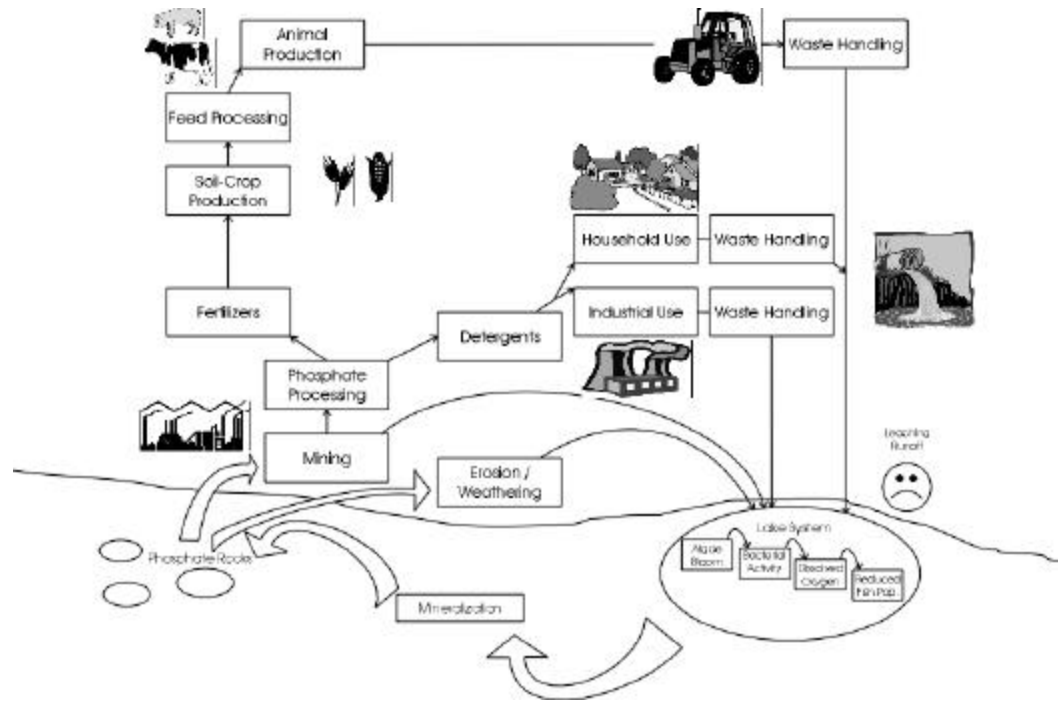 Animal
Production
Waste Handling
Feed Processing
Soil-Crop
Production
Household Use
Waste Handling
Fertilizers
Industrial Use
Waste Handling
Detergents
Phosphate
Processing
Mining
Erosion /
Weathering
Leaching
Runoff
Phosphate Rocks
Lake System
Algae
Bloom
Bacterial
Activity
Dissolved
Oxygen
Reduced
Fish Pop.
Mineralization